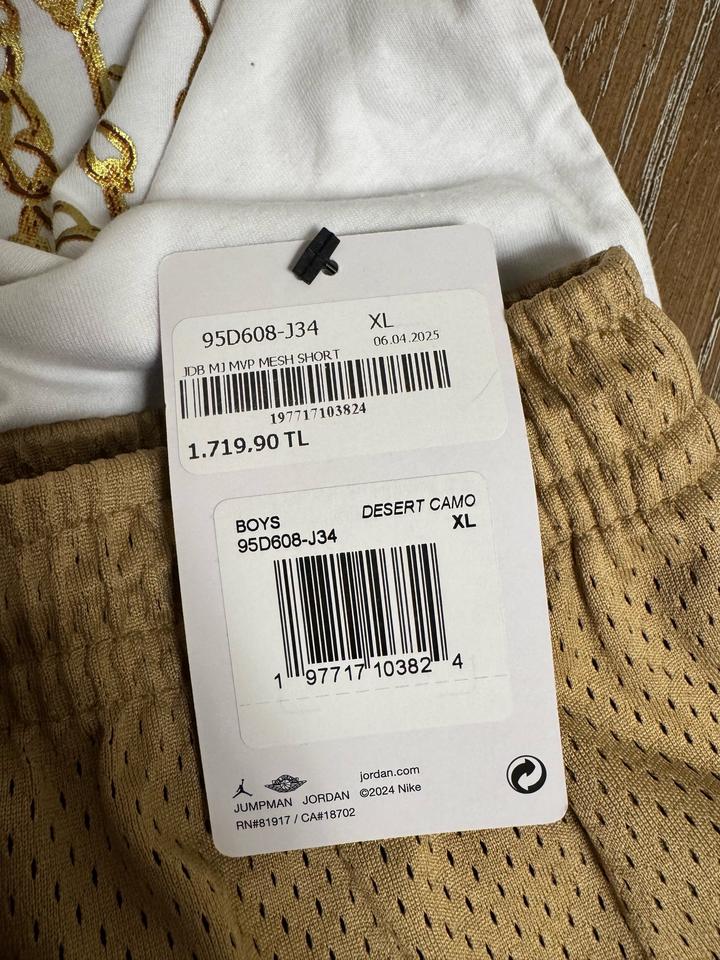 95D608-J34 XL
06.04.2025
JDB MJ MVP MESH SHORT
197717103824
1.719,90 TL
BOYS DESERT CAMO
95D608-J34 XL
1 97717 10382 4
jordan.com
JUMPMAN JORDAN ©2024 Nike
RN#81917 / CA#18702